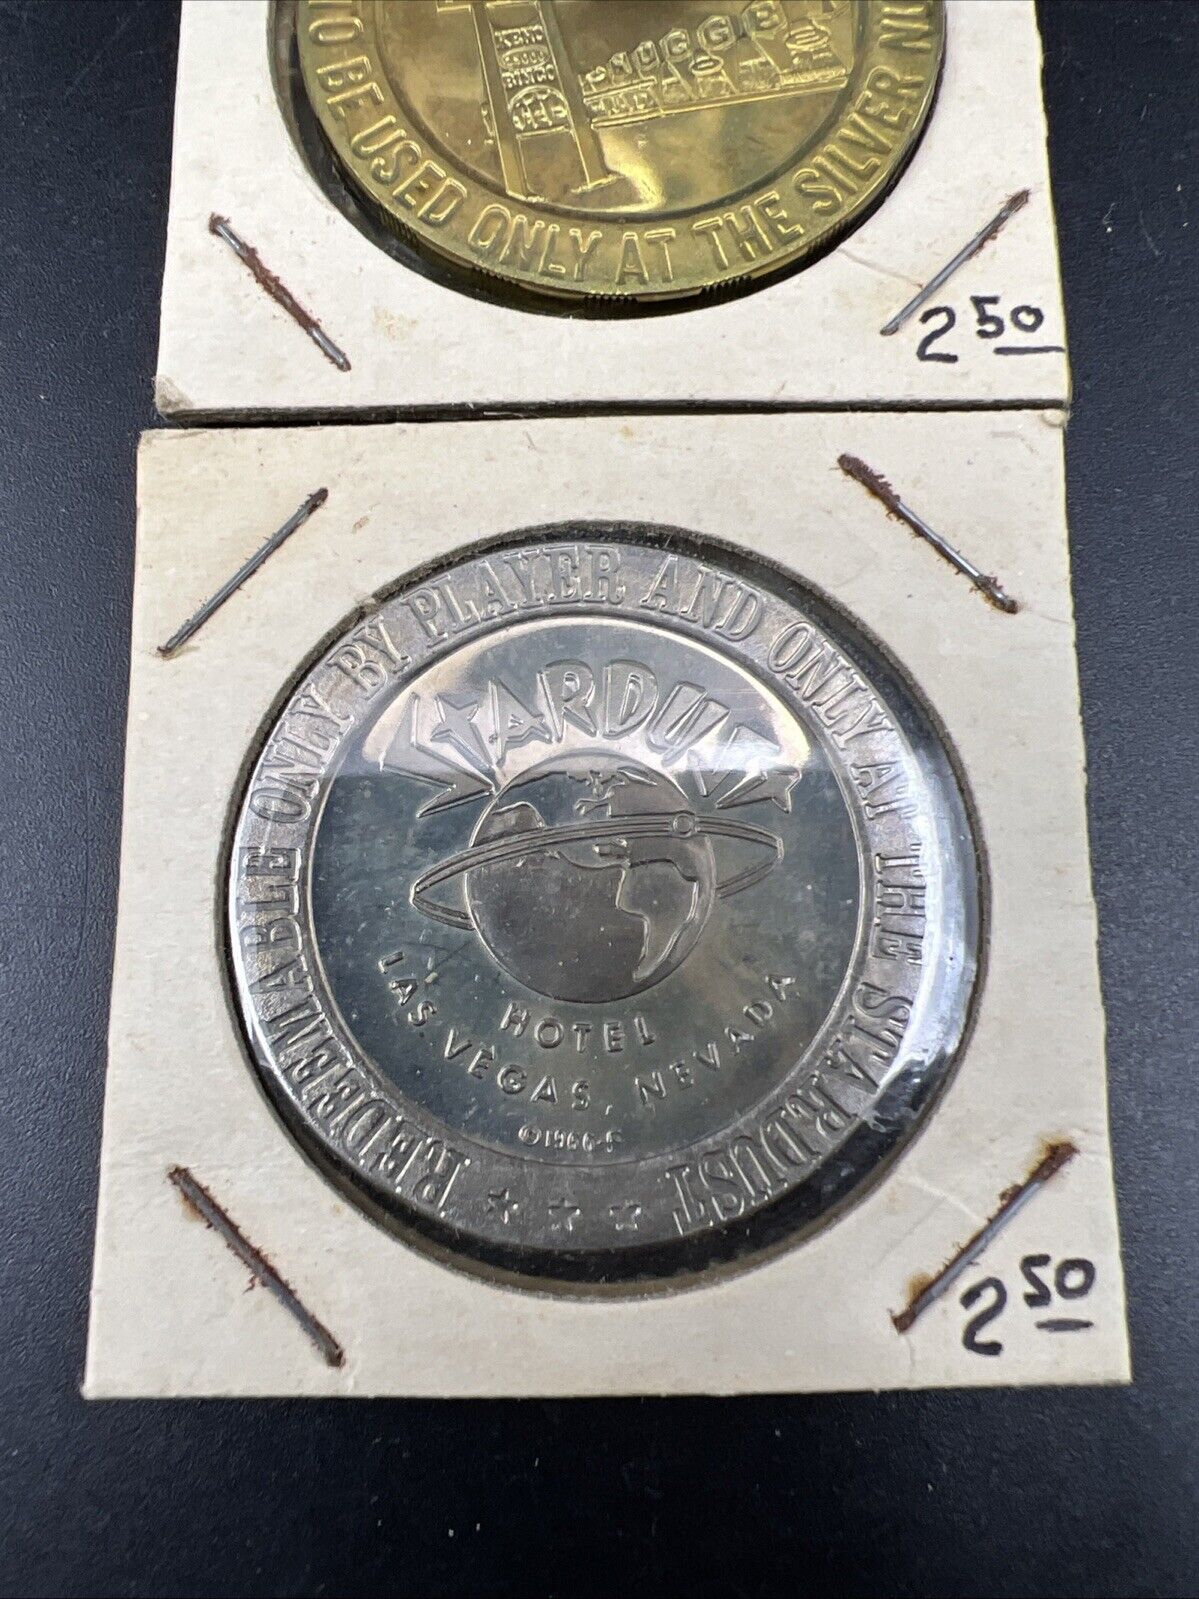 KENO
BINGO
NUGGE
TO BE USED ONLY AT THE SILVER NU
2 50
REDEEMABLE ONLY BY PLAYER AND ONLY AT THE STARDUST
STARDUST
HOTEL
LAS VEGAS, NEVADA
2 50